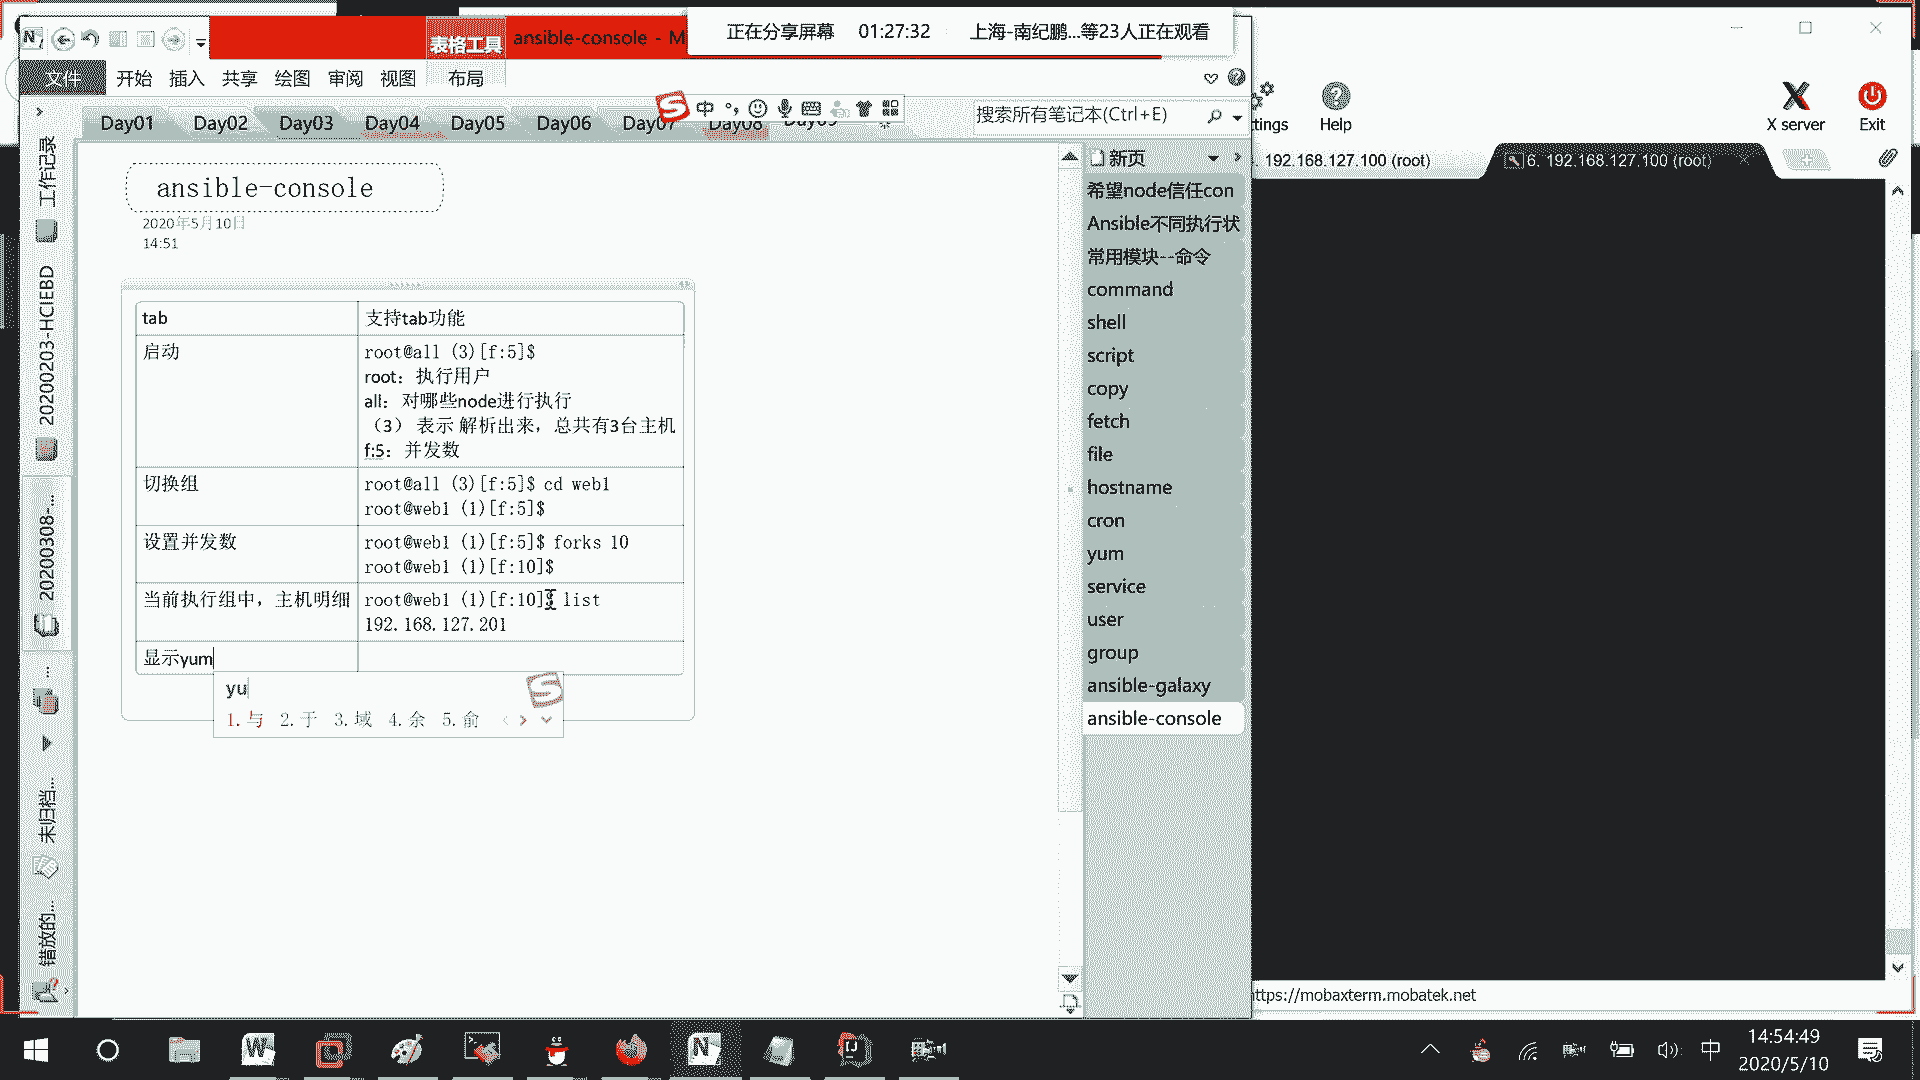 表格工具
ansible-console - M
正在分享屏幕 01:27:32 上海-南纪鹏...等23人正在观看
文件 开始 插入 共享 绘图 审阅 视图 布局
中
搜索所有笔记本(Ctrl+E)
Day01 Day02 Day03 Day04 Day05 Day06 Day07 Day08 Day09
tings Help X server Exit
192.168.127.100 (root)
6. 192.168.127.100 (root)
工作记录
20200203-HCIEBD
20200308-...
未归档...
错放的...
ansible-console
2020年5月10日
14:51
tab 支持tab功能
启动 root@all (3)[f:5]$
root：执行用户
all：对哪些node进行执行
（3） 表示 解析出来，总共有3台主机
f:5：并发数
切换组 root@all (3)[f:5]$ cd web1
root@web1 (1)[f:5]$
设置并发数 root@web1 (1)[f:5]$ forks 10
root@web1 (1)[f:10]$
当前执行组中，主机明细 root@web1 (1)[f:10]$ list
192.168.127.201
显示yum
yu
1.与 2.于 3.域 4.余 5.俞
新页
希望node信任con
Ansible不同执行状
常用模块--命令
command
shell
script
copy
fetch
file
hostname
cron
yum
service
user
group
ansible-galaxy
ansible-console
ttps://mobaxterm.mobatek.net
中
14:54:49
2020/5/10